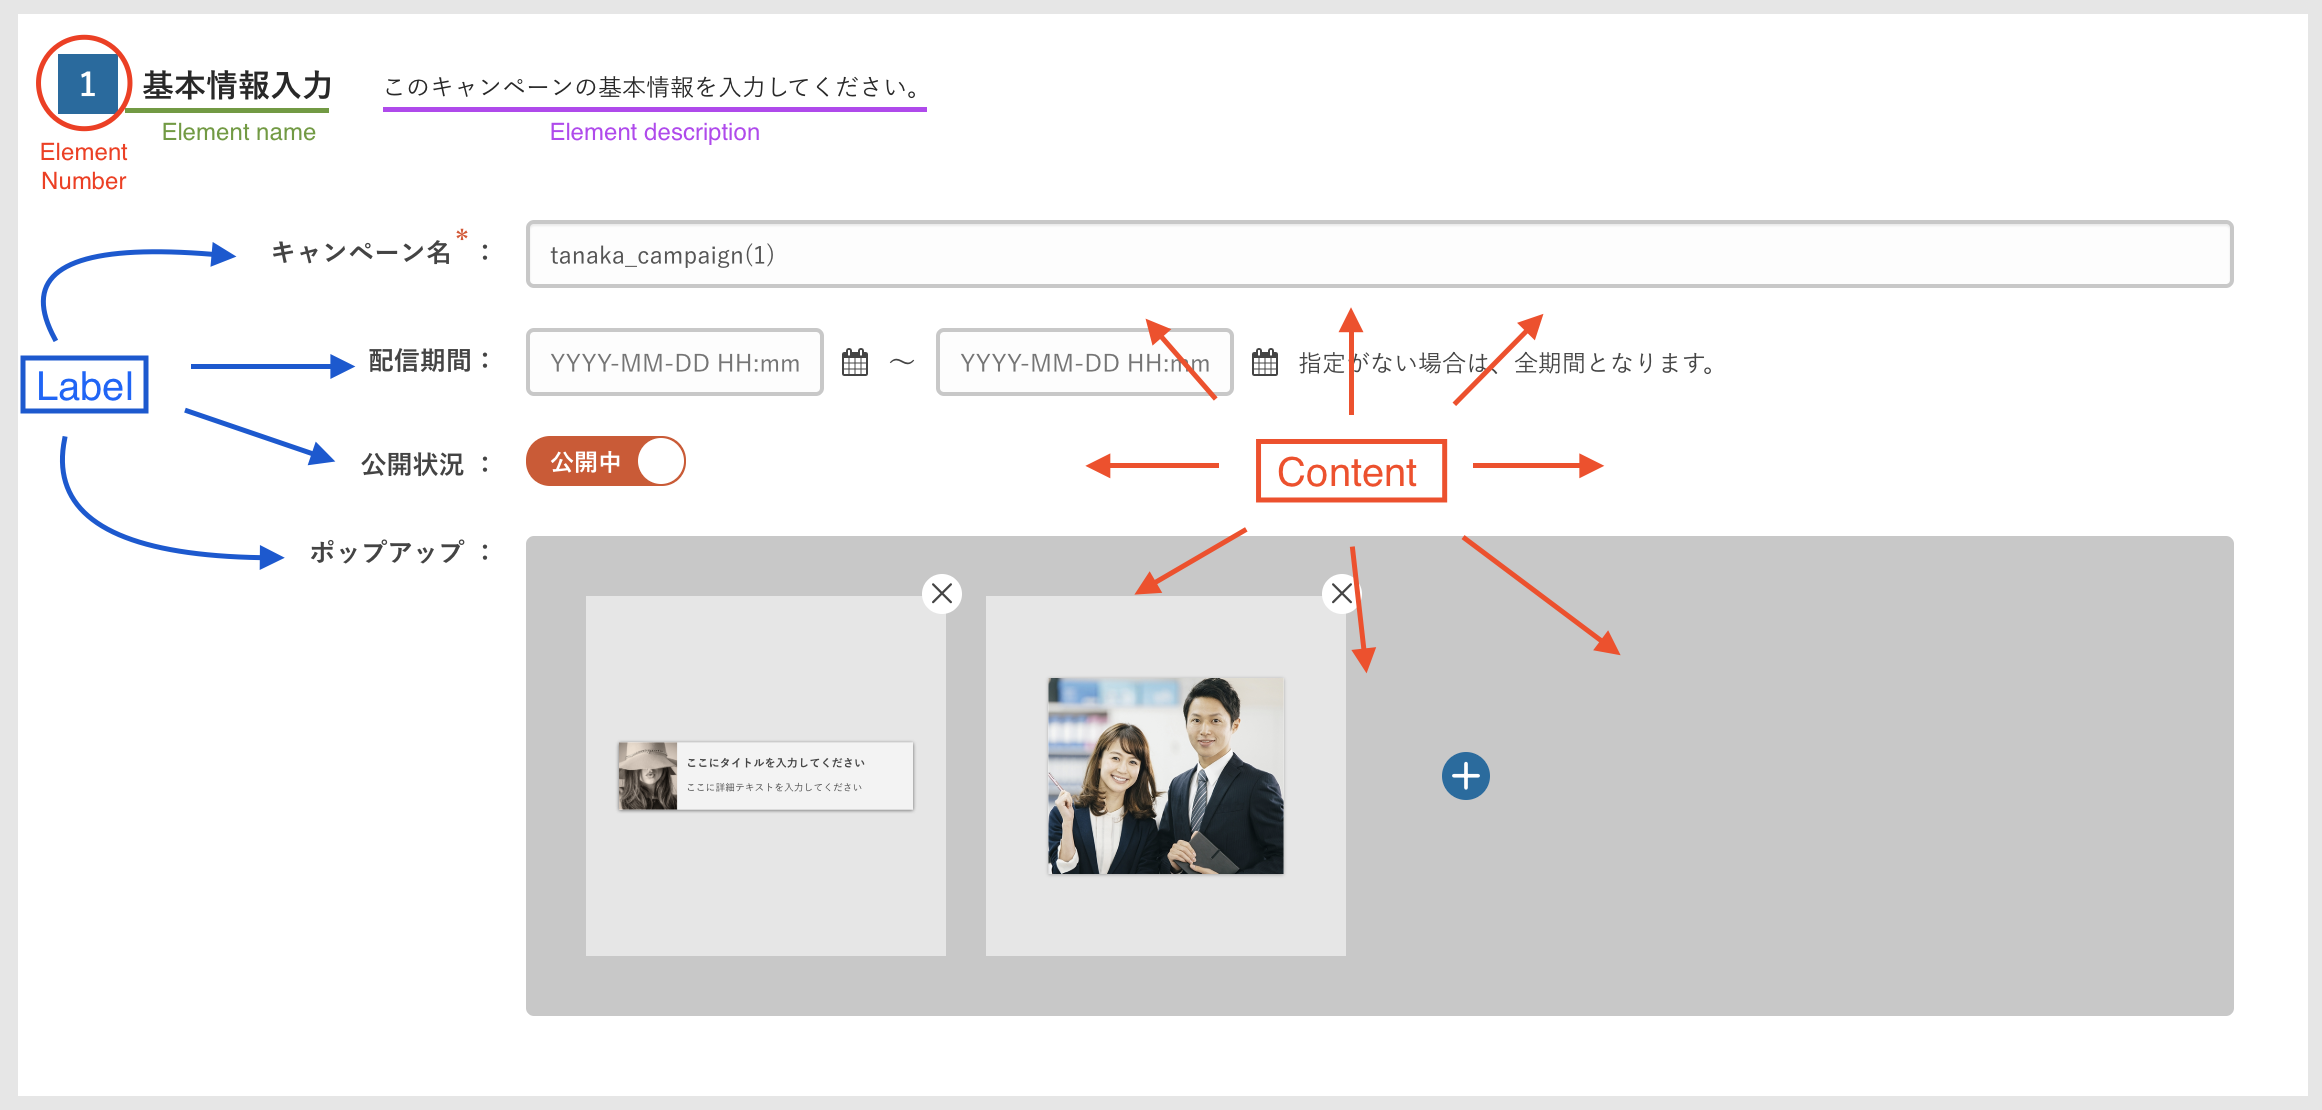 1 基本情報入力 このキャンペーンの基本情報を入力してください。
Element name
Element description
Element
Number
キャンペーン名*：
tanaka_campaign(1)
Label
配信期間：
YYYY-MM-DD HH:mm ～ YYYY-MM-DD HH:mm 指定がない場合は、全期間となります。
公開状況：
公開中
Content
ポップアップ：
ここにタイトルを入力してください
ここに詳細テキストを入力してください